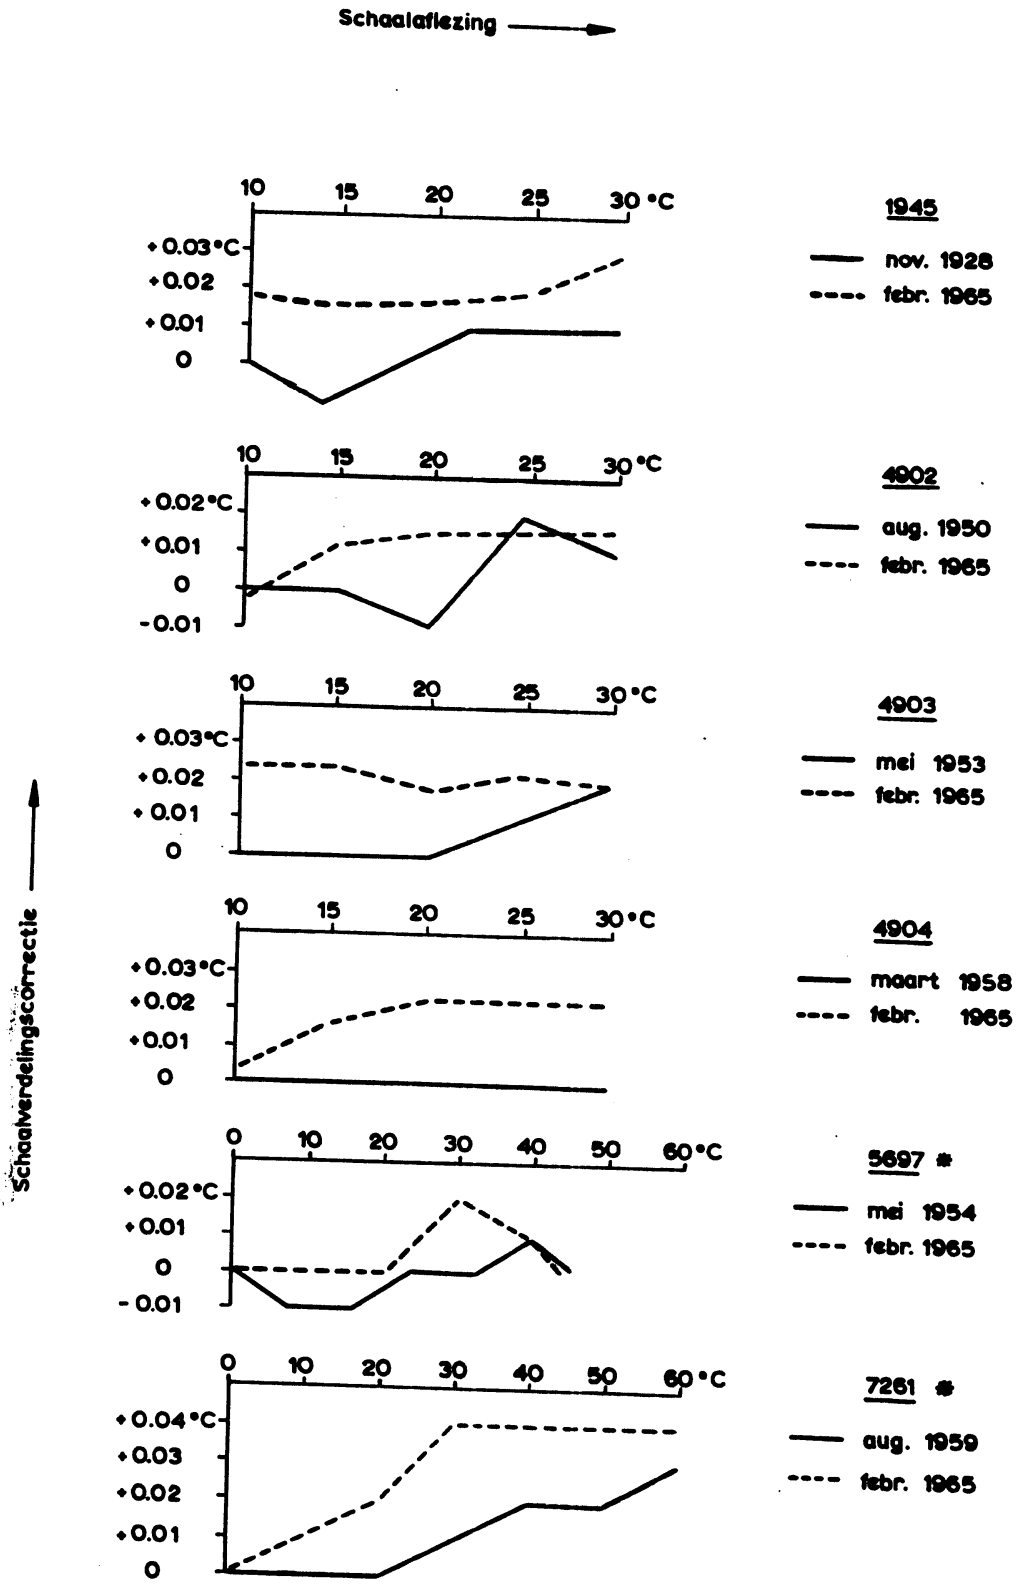 Schaalaflezing
10 15 20 25 30 °C
+ 0.03 °C
+ 0.02
+ 0.01
0
1945
nov. 1928
febr. 1965
10 15 20 25 30 °C
+ 0.02 °C
+ 0.01
0
- 0.01
4902
aug. 1950
febr. 1965
10 15 20 25 30 °C
+ 0.03 °C
+ 0.02
+ 0.01
0
4903
mei 1953
febr. 1965
10 15 20 25 30 °C
+ 0.03 °C
+ 0.02
+ 0.01
0
4904
maart 1958
febr. 1965
0 10 20 30 40 50 60 °C
+ 0.02 °C
+ 0.01
0
- 0.01
5697 *
mei 1954
febr. 1965
0 10 20 30 40 50 60 °C
+ 0.04 °C
+ 0.03
+ 0.02
+ 0.01
0
7261 *
aug. 1959
febr. 1965
Schaalverdelingscorrectie